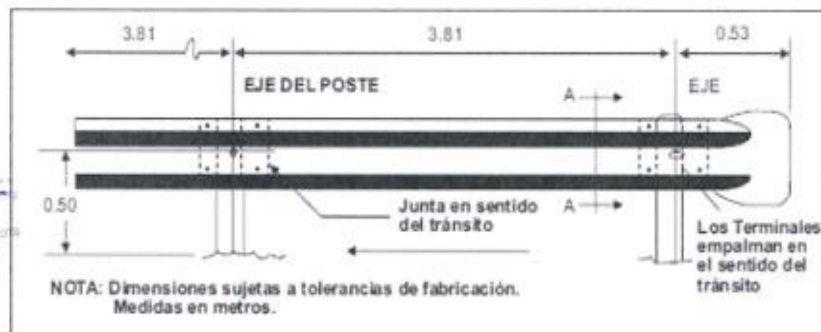 3.81 3.81 0.53
EJE DEL POSTE
EJE
A
0.50
A
Junta en sentido
del tránsito
Los Terminales
empalman en
el sentido del
tránsito
NOTA: Dimensiones sujetas a tolerancias de fabricación.
Medidas en metros.